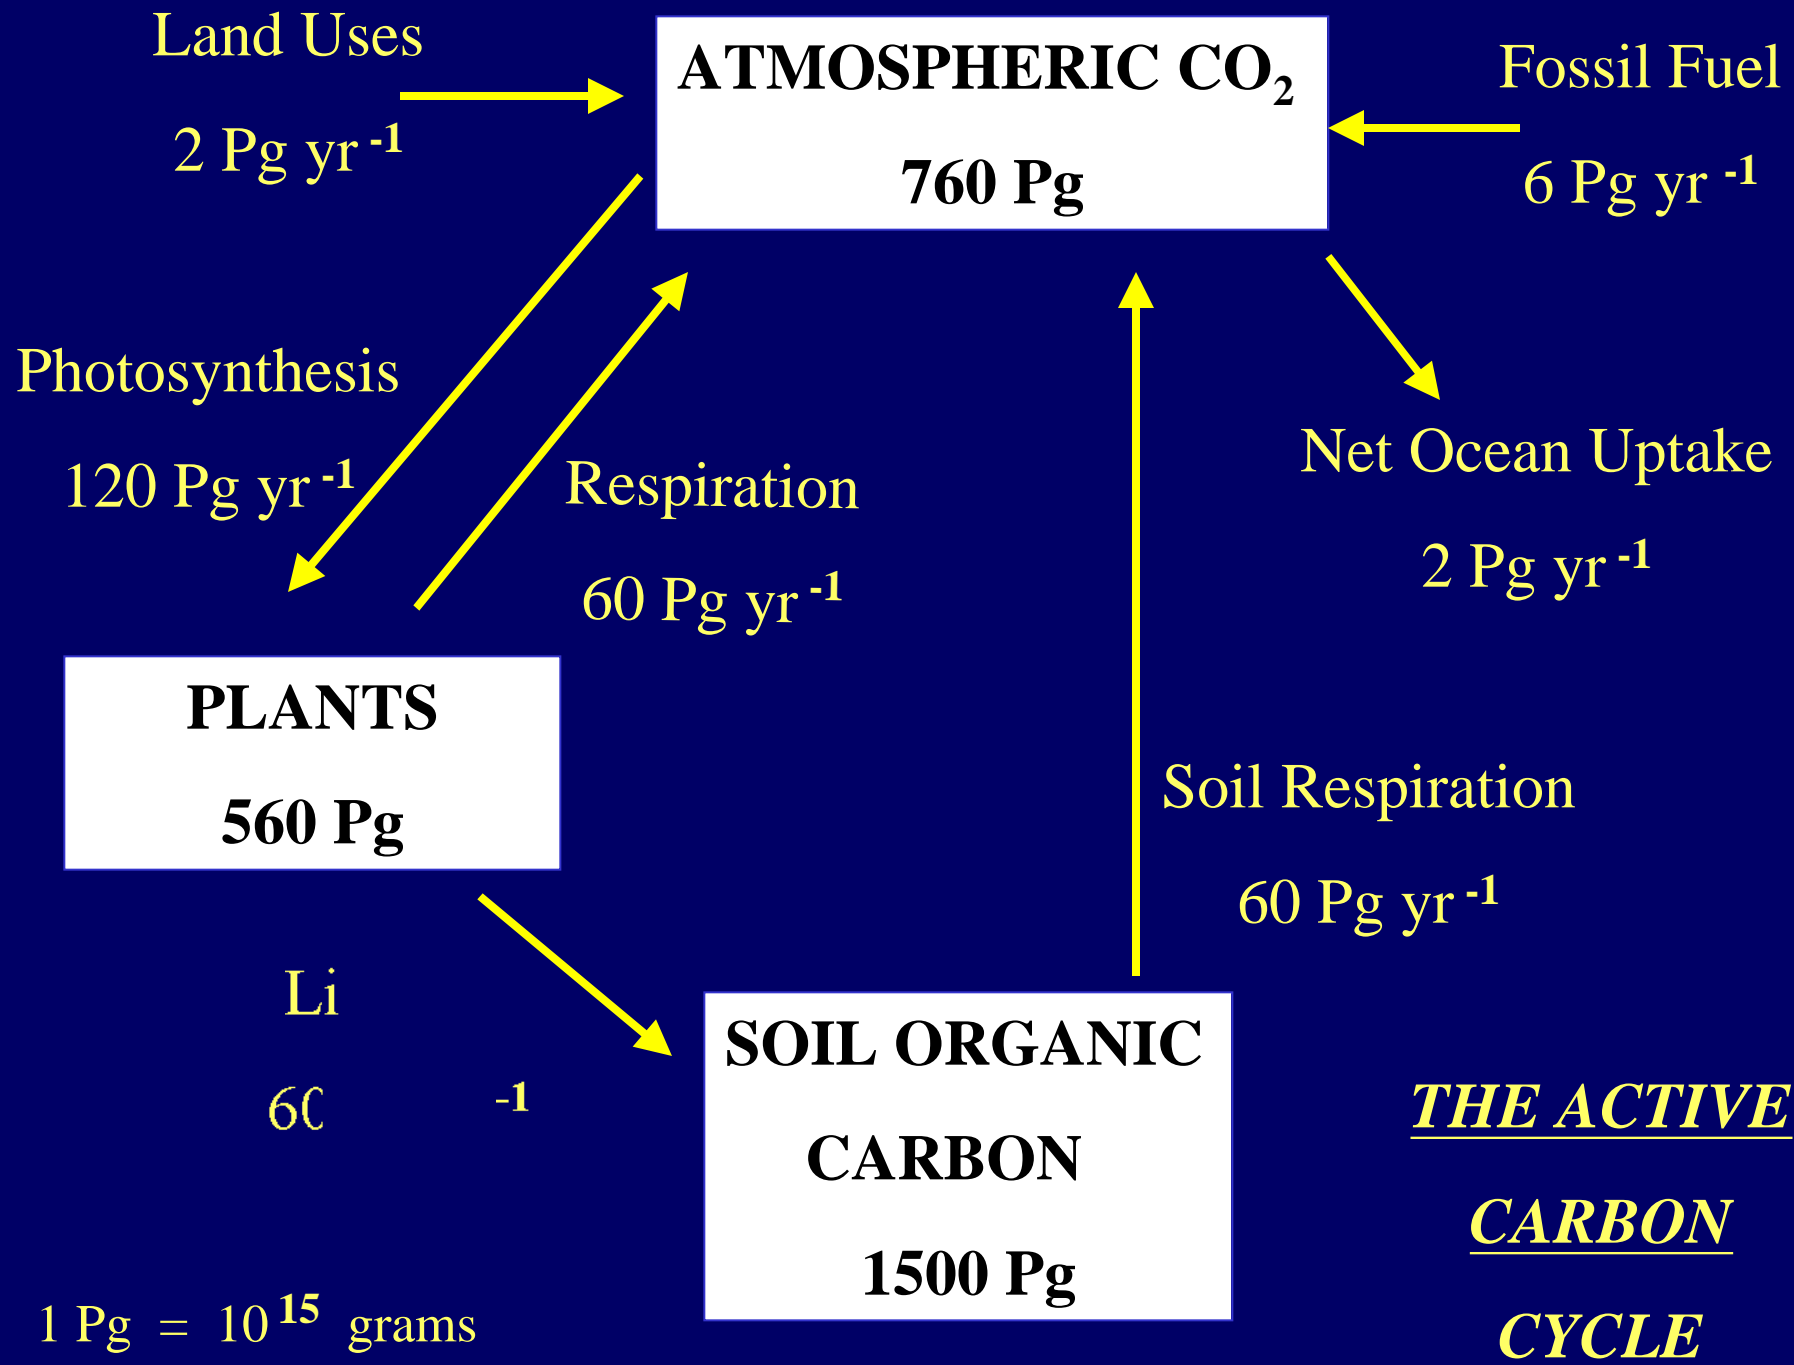 Land Uses
2 Pg yr -1
ATMOSPHERIC CO₂
760 Pg
Fossil Fuel
6 Pg yr -1
Photosynthesis
120 Pg yr -1
Respiration
60 Pg yr -1
Net Ocean Uptake
2 Pg yr -1
PLANTS
560 Pg
Soil Respiration
60 Pg yr -1
Li
-1
SOIL ORGANIC
CARBON
1500 Pg
THE ACTIVE
CARBON
CYCLE
1 Pg = 10 15 grams